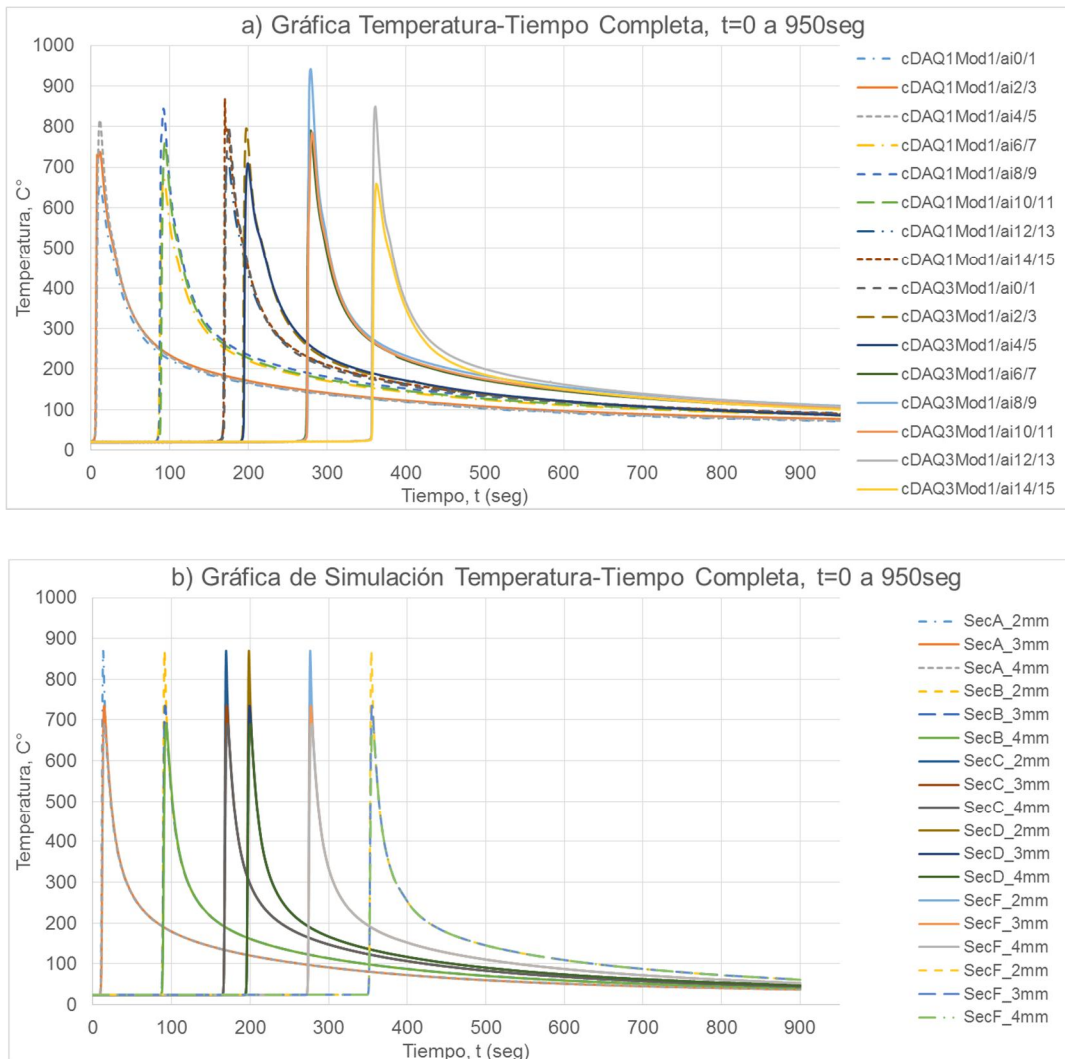 a) Gráfica Temperatura-Tiempo Completa, t=0 a 950seg
Temperatura, C°
1000
900
800
700
600
500
400
300
200
100
0
0 100 200 300 400 500 600 700 800 900
Tiempo, t (seg)
cDAQ1Mod1/ai0/1
cDAQ1Mod1/ai2/3
cDAQ1Mod1/ai4/5
cDAQ1Mod1/ai6/7
cDAQ1Mod1/ai8/9
cDAQ1Mod1/ai10/11
cDAQ1Mod1/ai12/13
cDAQ1Mod1/ai14/15
cDAQ3Mod1/ai0/1
cDAQ3Mod1/ai2/3
cDAQ3Mod1/ai4/5
cDAQ3Mod1/ai6/7
cDAQ3Mod1/ai8/9
cDAQ3Mod1/ai10/11
cDAQ3Mod1/ai12/13
cDAQ3Mod1/ai14/15
b) Gráfica de Simulación Temperatura-Tiempo Completa, t=0 a 950seg
Temperatura, C°
1000
900
800
700
600
500
400
300
200
100
0
0 100 200 300 400 500 600 700 800 900
Tiempo, t (seg)
SecA_2mm
SecA_3mm
SecA_4mm
SecB_2mm
SecB_3mm
SecB_4mm
SecC_2mm
SecC_3mm
SecC_4mm
SecD_2mm
SecD_3mm
SecD_4mm
SecF_2mm
SecF_3mm
SecF_4mm
SecF_2mm
SecF_3mm
SecF_4mm